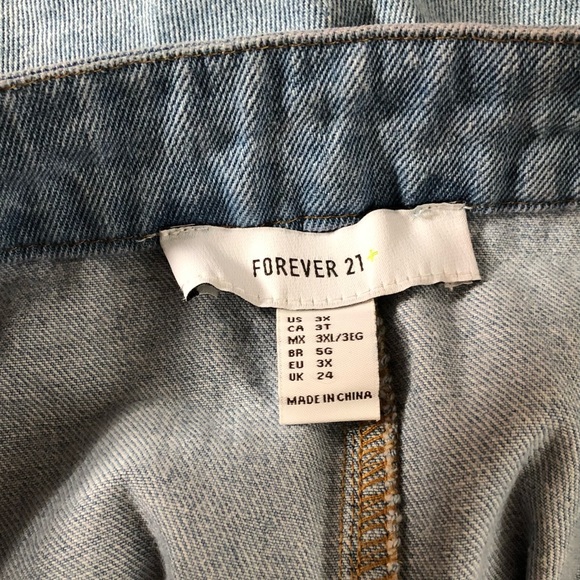 FOREVER 21+
US 3X
CA 3T
MX 3XL/3EG
BR 5G
EU 3X
UK 24
MADE IN CHINA